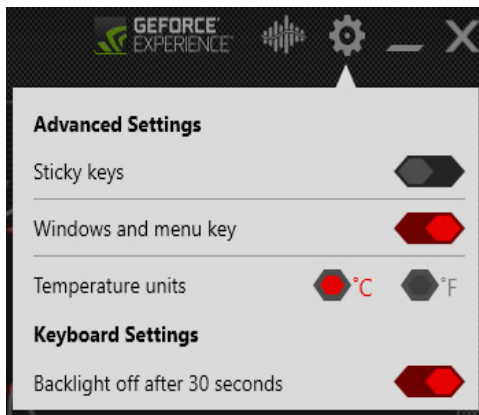 GEFORCE
EXPERIENCE
Advanced Settings
Sticky keys
Windows and menu key
Temperature units °C °F
Keyboard Settings
Backlight off after 30 seconds